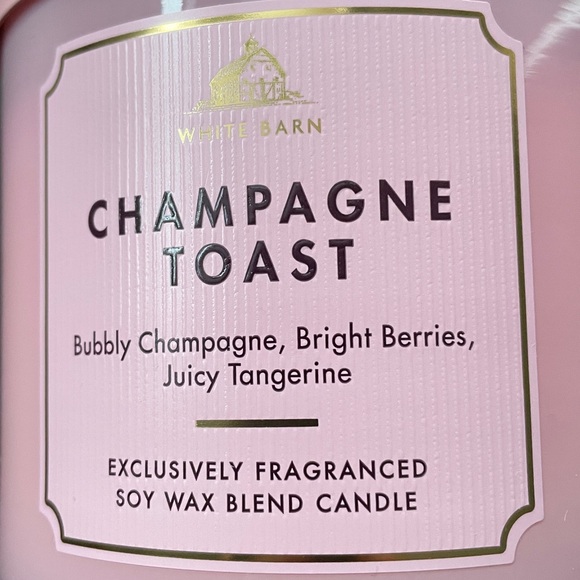 WHITE BARN
CHAMPAGNE
TOAST
Bubbly Champagne, Bright Berries,
Juicy Tangerine
EXCLUSIVELY FRAGRANCED
SOY WAX BLEND CANDLE